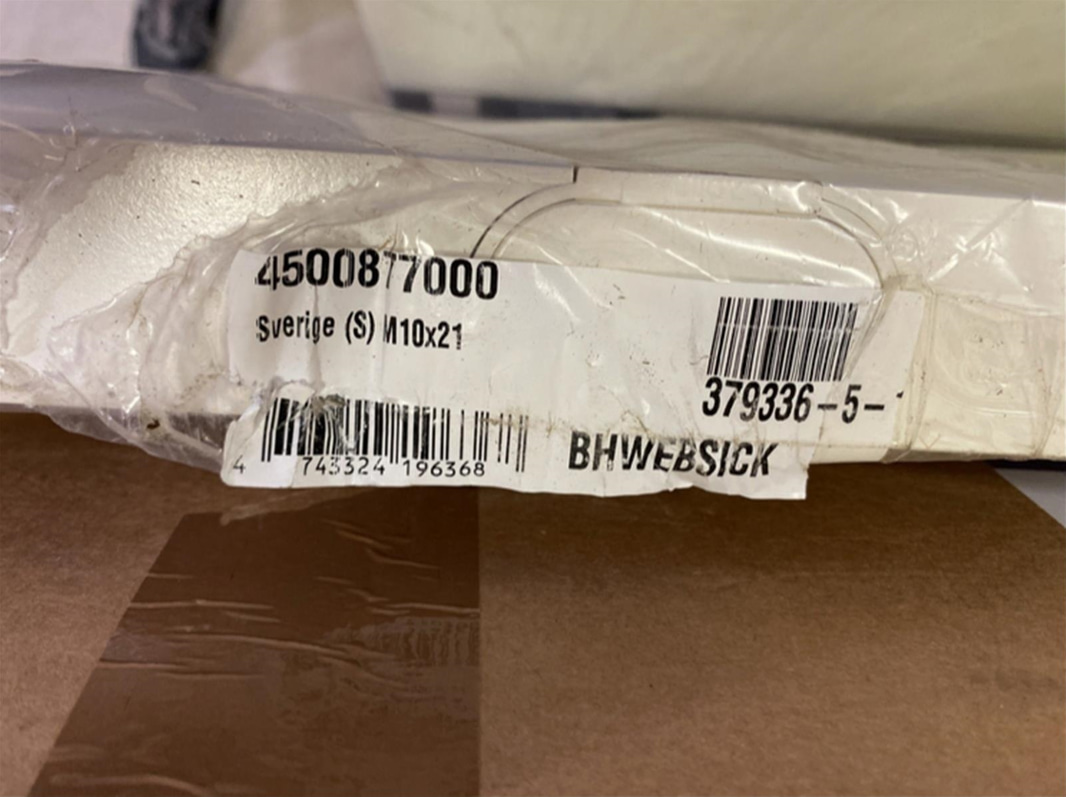 4500877000
Sverige (S) M10x21
379336-5-
4 743324 196368
BHWEBSICK